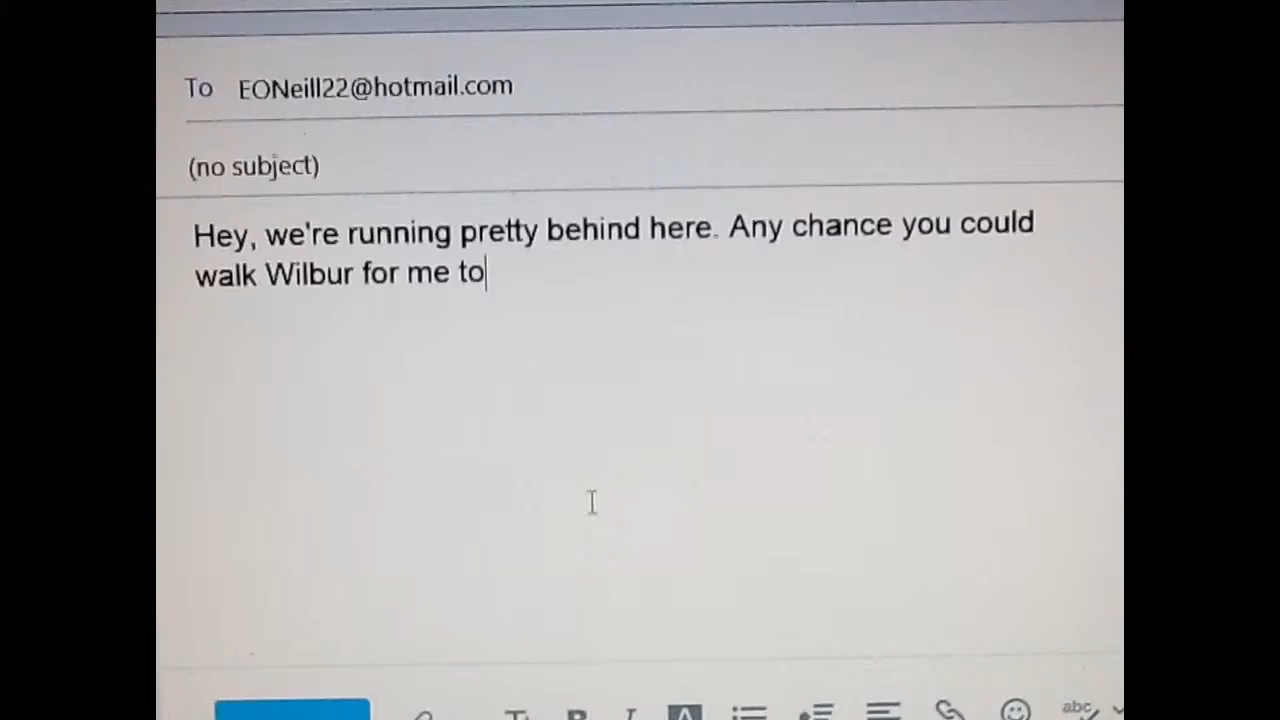 To EONeill22@hotmail.com
(no subject)
Hey, we're running pretty behind here. Any chance you could
walk Wilbur for me to
abc